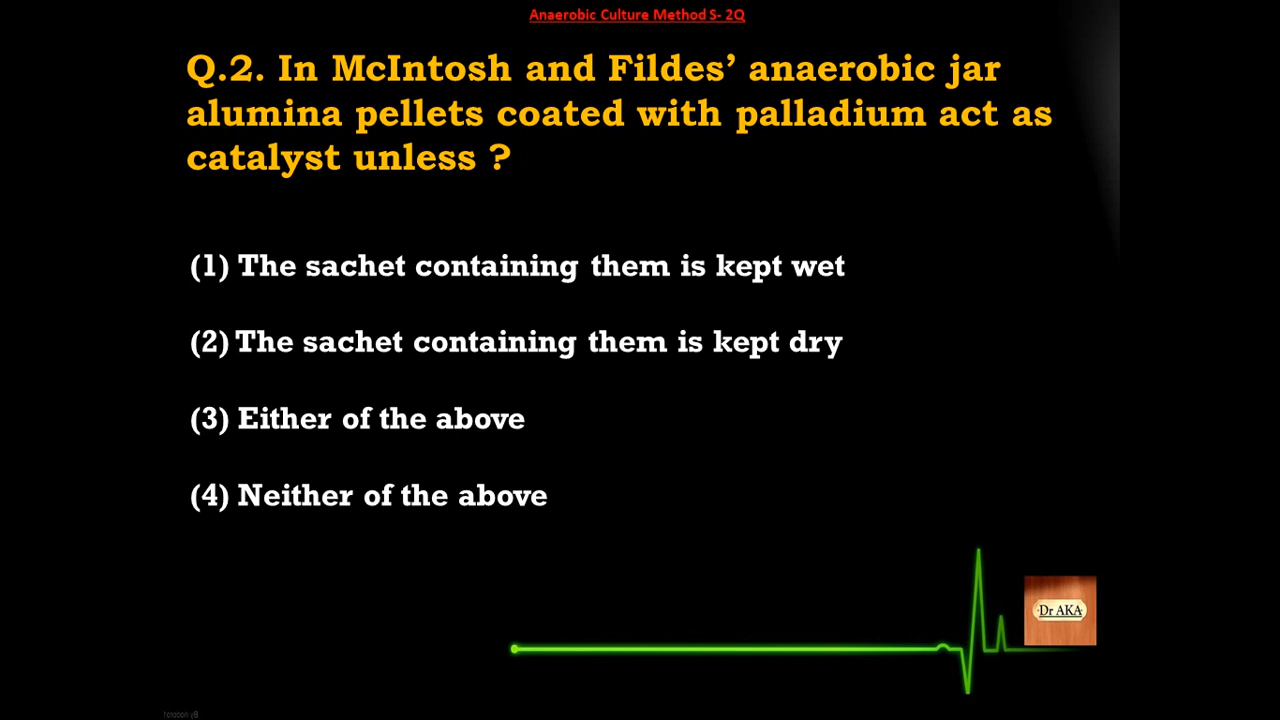 Anaerobic Culture Method S- 2Q
Q.2. In McIntosh and Fildes’ anaerobic jar
alumina pellets coated with palladium act as
catalyst unless ?
(1) The sachet containing them is kept wet
(2) The sachet containing them is kept dry
(3) Either of the above
(4) Neither of the above
Dr AKA